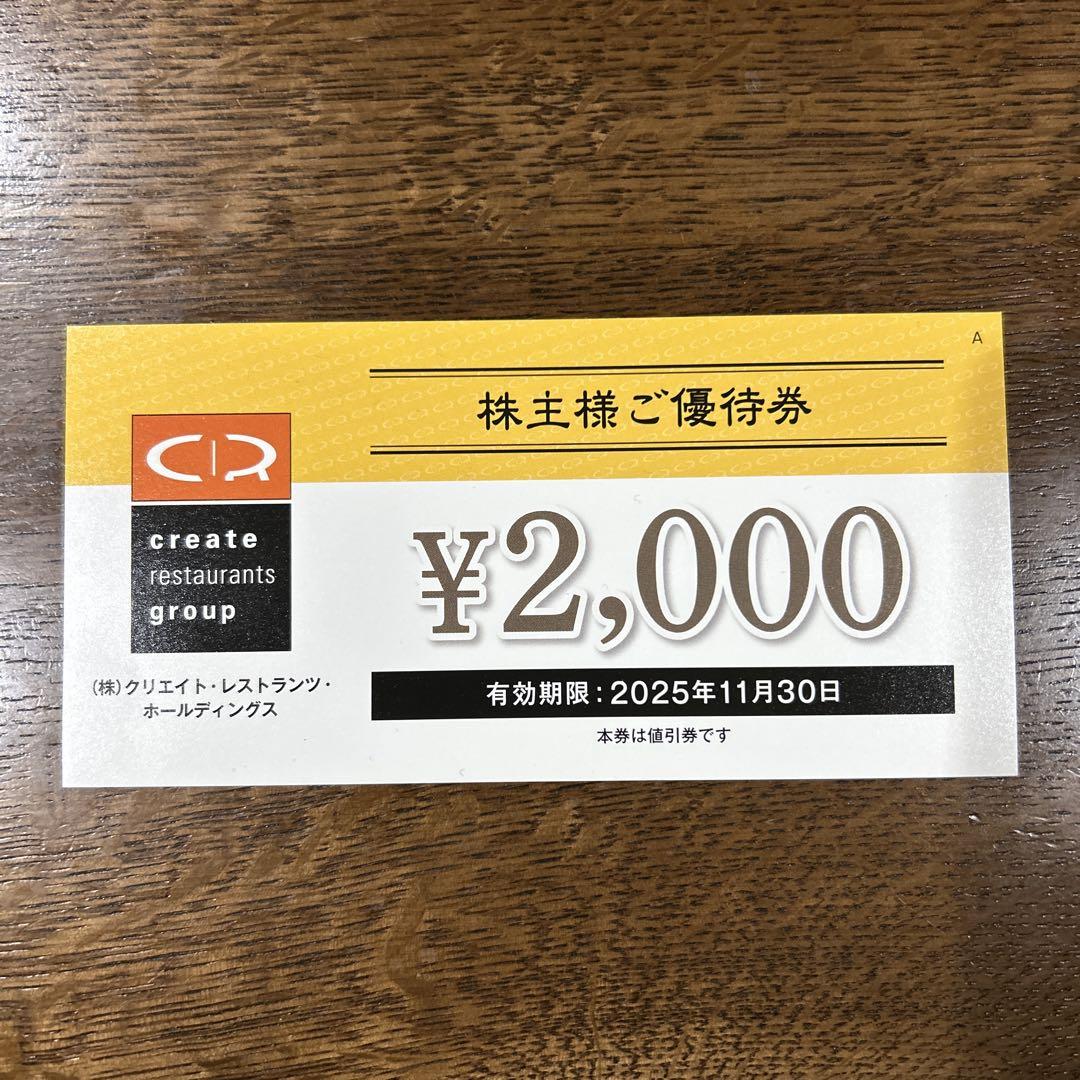 A
株主様ご優待券
CR
create
restaurants
group
¥2,000
(株)クリエイト・レストランツ・
ホールディングス
有効期限:2025年11月30日
本券は値引券です